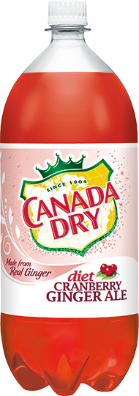 SINCE 1904
CANADA
DRY
Made from
Real Ginger
diet
CRANBERRY
GINGER ALE